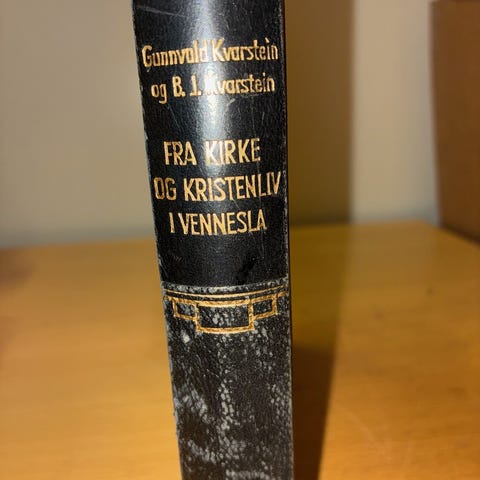 Gunnvald Kvarstein
og B. J. Kvarstein
FRA KIRKE
OG KRISTENLIV
I VENNESLA